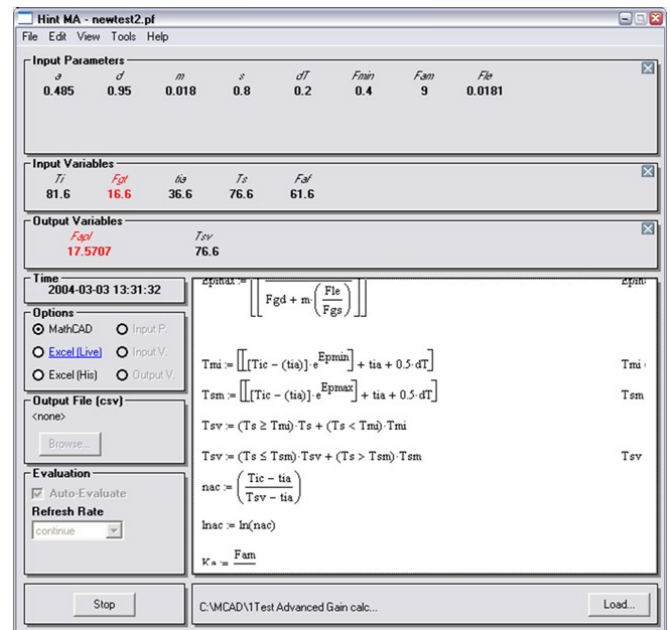 Hint MA - newtest2.pf
File Edit View Tools Help
Input Parameters
a d m s dT Fmin Fam Fle
0.485 0.95 0.018 0.8 0.2 0.4 9 0.0181
Input Variables
Ti Fgt tia Ts Faf
81.6 16.6 36.6 76.6 61.6
Output Variables
Fapl Tsv
17.5707 76.6
Time
2004-03-03 13:31:32
Options
MathCAD Input P.
Excel (Live) Input V.
Excel (His) Output V.
Output File (csv)
<none>
Browse...
Evaluation
Auto-Evaluate
Refresh Rate
continue
Stop
Epmax :=
Fgd + m·(Fle/Fgs)
Tmi := [[[Tic − (tia)]·e^Epmin] + tia + 0.5·dT]
Tmi
Tsm := [[[Tic − (tia)]·e^Epmax] + tia + 0.5·dT]
Tsm
Tsv := (Ts ≥ Tmi)·Ts + (Ts < Tmi)·Tmi
Tsv := (Ts ≤ Tsm)·Tsv + (Ts > Tsm)·Tsm
Tsv
nac := ((Tic − tia)/(Tsv − tia))
lnac := ln(nac)
Fam
C:\MCAD\1Test Advanced Gain calc...
Load...